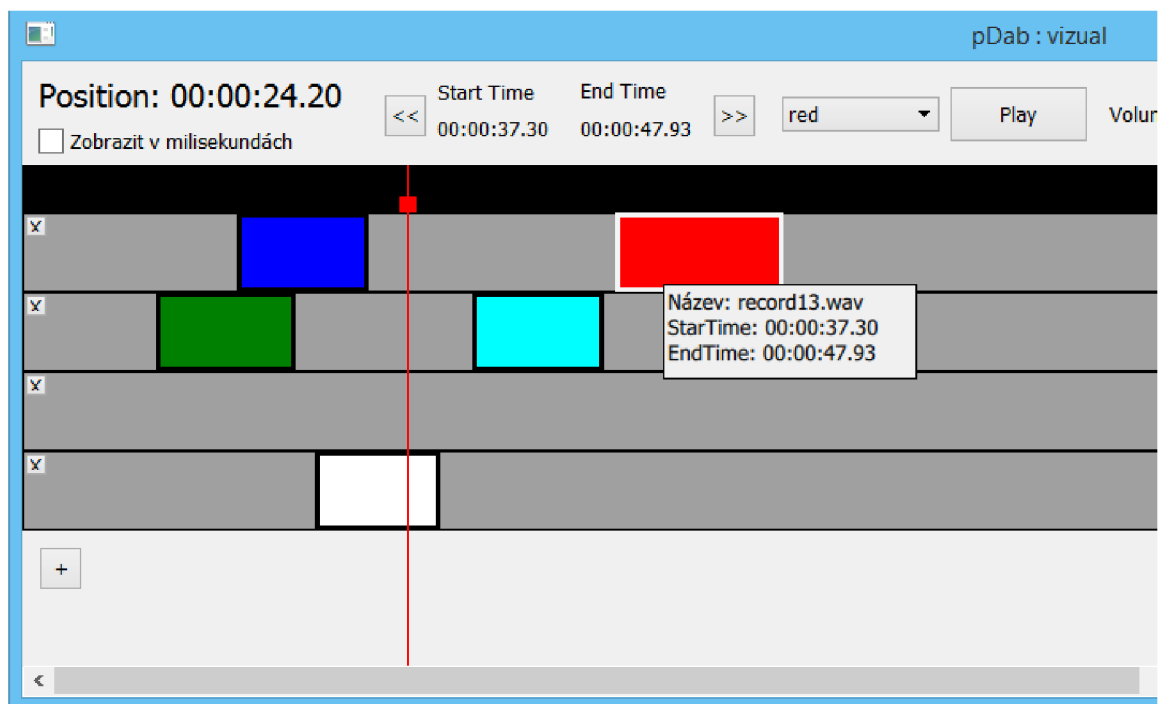 pDab : vizual
Position: 00:00:24.20
Zobrazit v milisekundách
<<
Start Time
00:00:37.30
End Time
00:00:47.93
>>
red
Play
Volur
X
X
Název: record13.wav
StarTime: 00:00:37.30
EndTime: 00:00:47.93
X
X
+